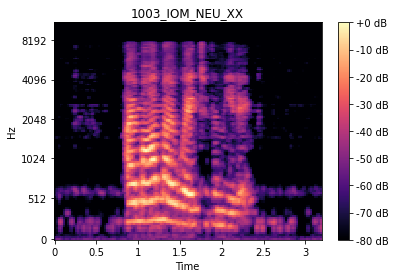 1003_IOM_NEU_XX
+0 dB
8192
-10 dB
4096
-20 dB
-30 dB
2048
Hz
-40 dB
1024
-50 dB
512
-60 dB
-70 dB
0
-80 dB
0 0.5 1 1.5 2 2.5 3
Time